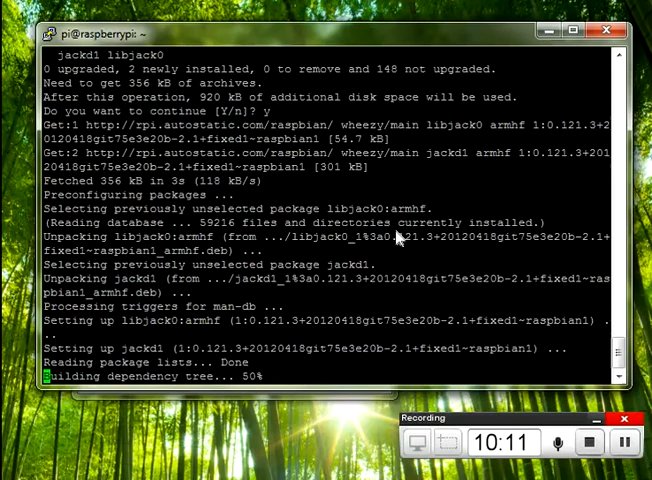 pi@raspberrypi: ~
jackd1 libjack0
0 upgraded, 2 newly installed, 0 to remove and 148 not upgraded.
Need to get 356 kB of archives.
After this operation, 920 kB of additional disk space will be used.
Do you want to continue [Y/n]? y
Get:1 http://rpi.autostatic.com/raspbian/ wheezy/main libjack0 armhf 1:0.121.3+2
0120418git75e3e20b-2.1+fixed1~raspbian1 [54.7 kB]
Get:2 http://rpi.autostatic.com/raspbian/ wheezy/main jackd1 armhf 1:0.121.3+201
20418git75e3e20b-2.1+fixed1~raspbian1 [301 kB]
Fetched 356 kB in 3s (118 kB/s)
Preconfiguring packages ...
Selecting previously unselected package libjack0:armhf.
(Reading database ... 59216 files and directories currently installed.)
Unpacking libjack0:armhf (from .../libjack0_1%3a0.121.3+20120418git75e3e20b-2.1+
fixed1~raspbian1_armhf.deb) ...
Selecting previously unselected package jackd1.
Unpacking jackd1 (from .../jackd1_1%3a0.121.3+20120418git75e3e20b-2.1+fixed1~ras
pbian1_armhf.deb) ...
Processing triggers for man-db ...
Setting up libjack0:armhf (1:0.121.3+20120418git75e3e20b-2.1+fixed1~raspbian1) .
..
Setting up jackd1 (1:0.121.3+20120418git75e3e20b-2.1+fixed1~raspbian1) ...
Reading package lists... Done
Building dependency tree... 50%
Recording
10:11